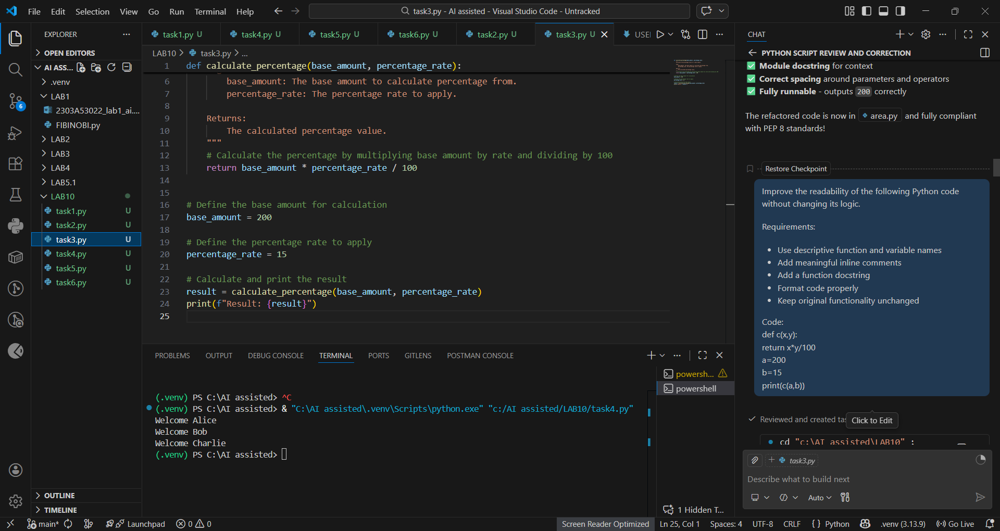 File Edit Selection View Go Run Terminal Help
task3.py - AI assisted - Visual Studio Code - Untracked
EXPLORER
OPEN EDITORS
AI ASS...
.venv
LAB1
2303A53022_lab1_ai....
FIBINOBI.py
LAB2
LAB3
LAB4
LAB5.1
LAB10
task1.py U
task2.py U
task3.py U
task4.py U
task5.py U
task6.py U
OUTLINE
TIMELINE
6
task1.py U task4.py U task5.py U task6.py U task2.py U task3.py U USE
LAB10 > task3.py > ...
1 def calculate_percentage(base_amount, percentage_rate):
6 base_amount: The base amount to calculate percentage from.
7 percentage_rate: The percentage rate to apply.
8
9 Returns:
10 The calculated percentage value.
11 """
12 # Calculate the percentage by multiplying base amount by rate and dividing by 100
13 return base_amount * percentage_rate / 100
14
15
16 # Define the base amount for calculation
17 base_amount = 200
18
19 # Define the percentage rate to apply
20 percentage_rate = 15
21
22 # Calculate and print the result
23 result = calculate_percentage(base_amount, percentage_rate)
24 print(f"Result: {result}")
25
PROBLEMS OUTPUT DEBUG CONSOLE TERMINAL PORTS GITLENS POSTMAN CONSOLE
(.venv) PS C:\AI assisted> ^C
(.venv) PS C:\AI assisted> & "C:\AI assisted\.venv\Scripts\python.exe" "c:/AI assisted/LAB10/task4.py"
Welcome Alice
Welcome Bob
Welcome Charlie
(.venv) PS C:\AI assisted>
powersh...
powershell
1 Hidden T...
CHAT
PYTHON SCRIPT REVIEW AND CORRECTION
✅ Module docstring for context
✅ Correct spacing around parameters and operators
✅ Fully runnable - outputs 200 correctly
The refactored code is now in area.py and fully compliant
with PEP 8 standards!
Restore Checkpoint
Improve the readability of the following Python code
without changing its logic.
Requirements:
• Use descriptive function and variable names
• Add meaningful inline comments
• Add a function docstring
• Format code properly
• Keep original functionality unchanged
Code:
def c(x,y):
return x*y/100
a=200
b=15
print(c(a,b))
Reviewed and created ta
Click to Edit
cd "c:\AI assisted\LAB10" ;
+ task3.py
Describe what to build next
Auto
main* Launchpad 0 0 Screen Reader Optimized Ln 25, Col 1 Spaces: 4 UTF-8 CRLF { } Python .venv (3.13.9) Go Live